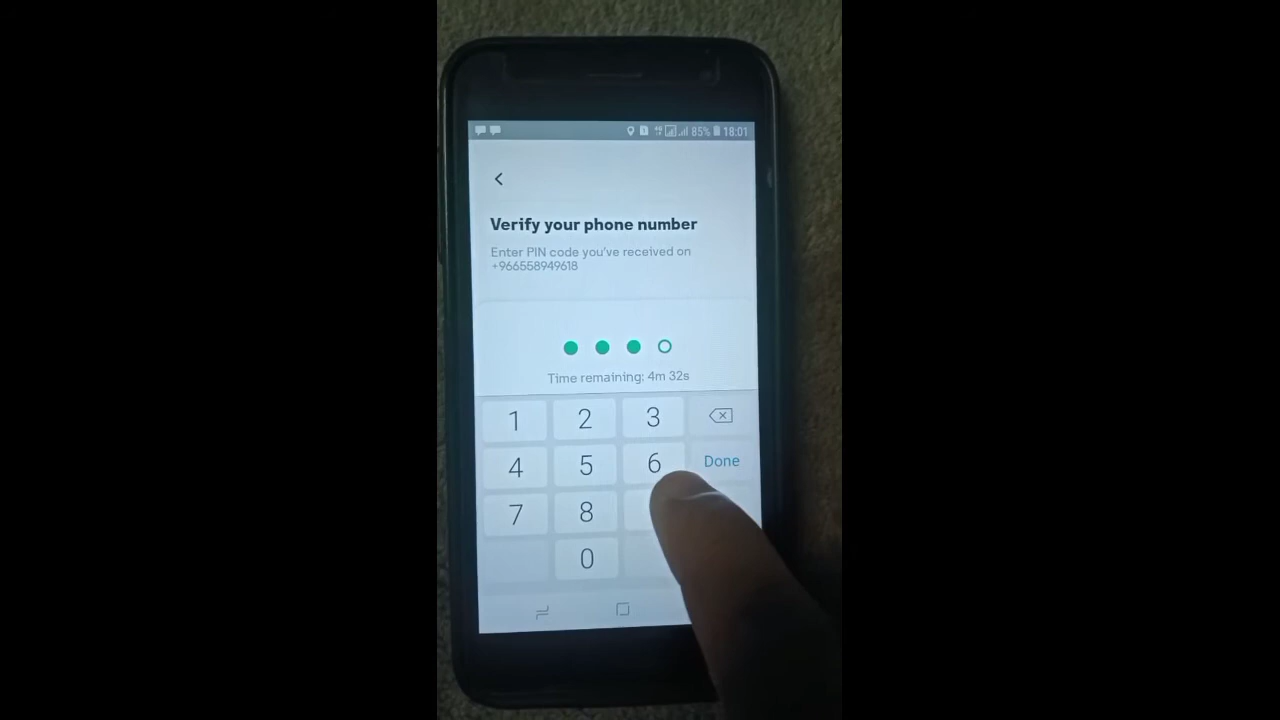 85% 18:01
Verify your phone number
Enter PIN code you've received on
+966558949618
Time remaining: 4m 32s
1 2 3
4 5 6 Done
7 8
0